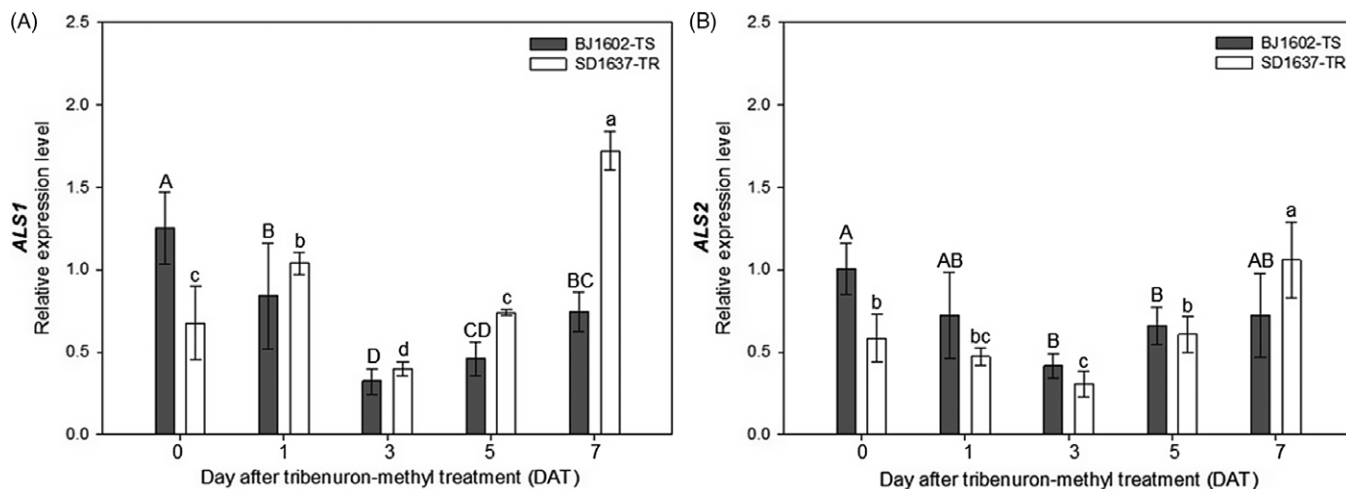 (A)
2.5
2.0
1.5
1.0
0.5
0.0
ALS1
Relative expression level
BJ1602-TS
SD1637-TR
A
c
B
b
D
d
CD
c
BC
a
0
1
3
5
7
Day after tribenuron-methyl treatment (DAT)
(B)
2.5
2.0
1.5
1.0
0.5
0.0
ALS2
Relative expression level
BJ1602-TS
SD1637-TR
A
b
AB
bc
B
c
B
b
AB
a
0
1
3
5
7
Day after tribenuron-methyl treatment (DAT)